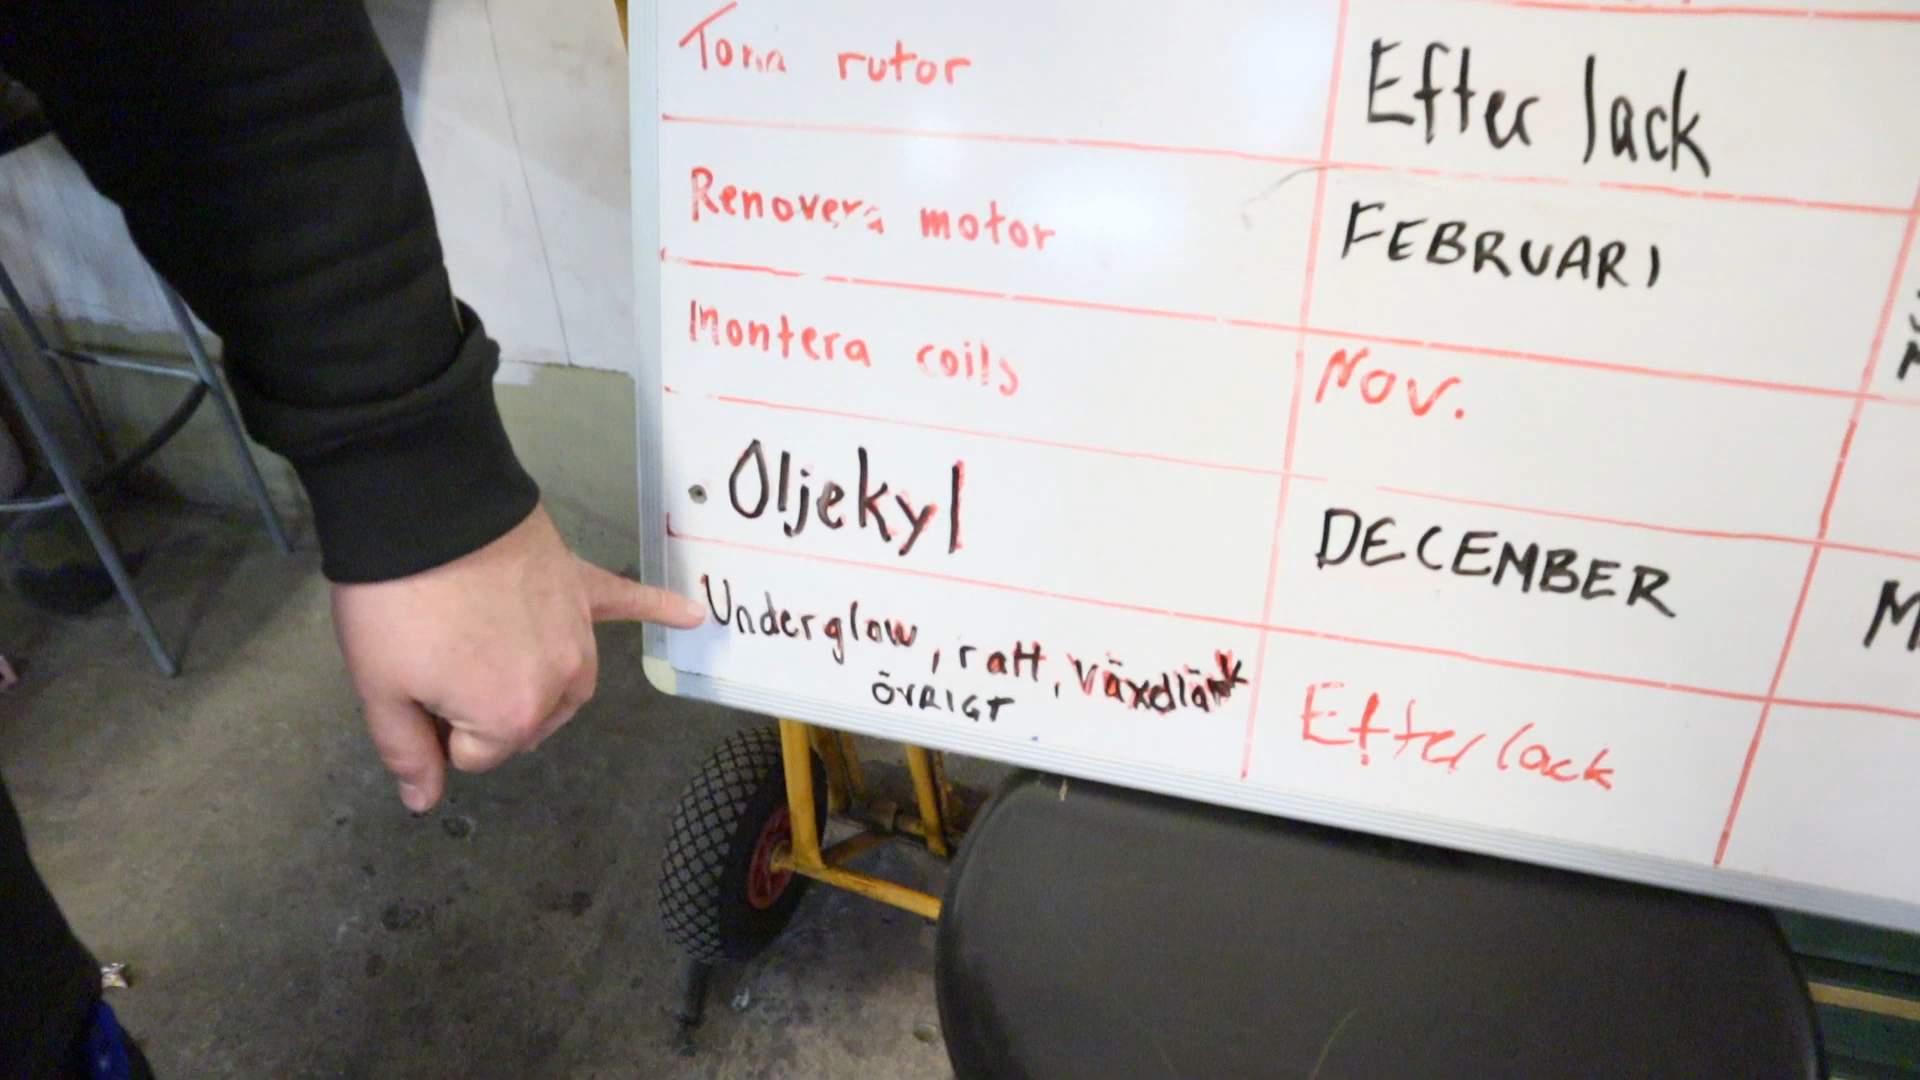 Tona rutor
Efter lack
Renovera motor
FEBRUARI
Montera coils
Nov.
• Oljekyl
DECEMBER
M
Underglow, ratt, växdlänk
ÖVRIGT
Efter lack